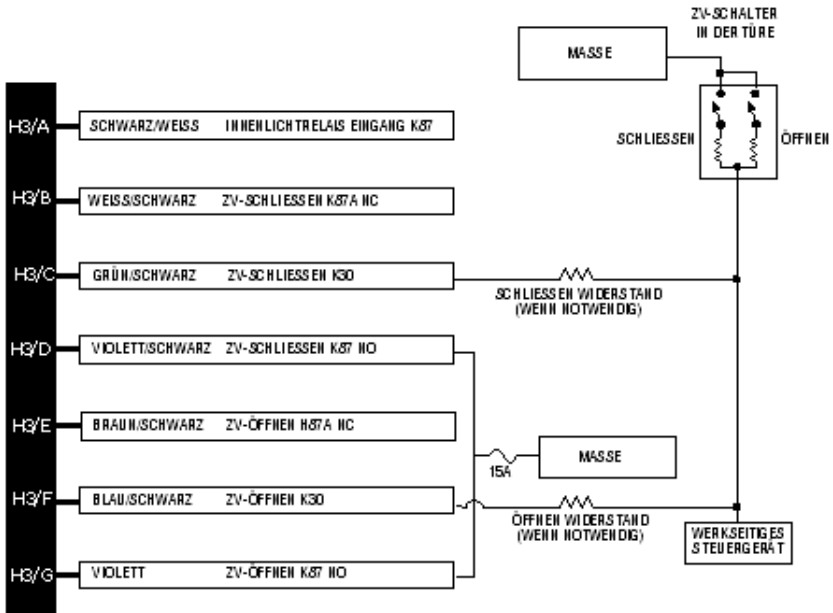 ZV-SCHALTER
IN DER TÜRE
MASSE
SCHLIESSEN
ÖFFNEN
H3/A SCHWARZ/WEISS INNENLICHTRELAIS EINGANG K87
H3/B WEISS/SCHWARZ ZV-SCHLIESSEN K87A NC
H3/C GRÜN/SCHWARZ ZV-SCHLIESSEN K30
SCHLIESSEN WIDERSTAND
(WENN NOTWENDIG)
H3/D VIOLETT/SCHWARZ ZV-SCHLIESSEN K87 NO
H3/E BRAUN/SCHWARZ ZV-ÖFFNEN H87A NC
15A
MASSE
H3/F BLAU/SCHWARZ ZV-ÖFFNEN K30
ÖFFNEN WIDERSTAND
(WENN NOTWENDIG)
WERKSEITIGES
STEUERGERÄT
H3/G VIOLETT ZV-ÖFFNEN K87 NO